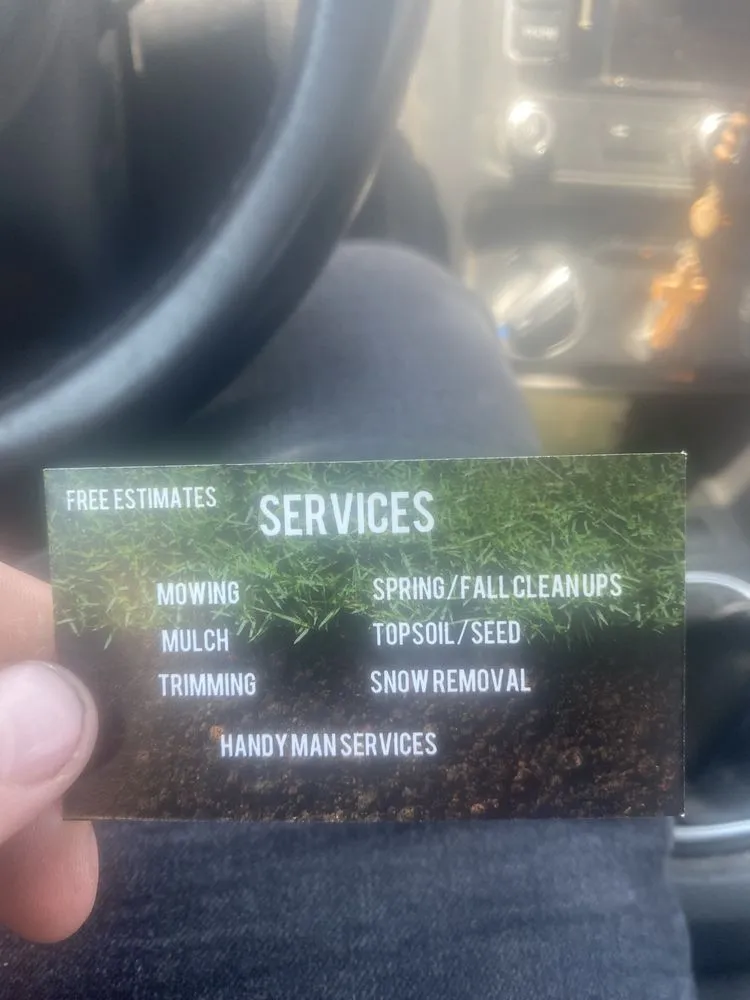 FREE ESTIMATES
SERVICES
MOWING
MULCH
TRIMMING
SPRING/FALL CLEAN UPS
TOPSOIL/SEED
SNOW REMOVAL
HANDY MAN SERVICES